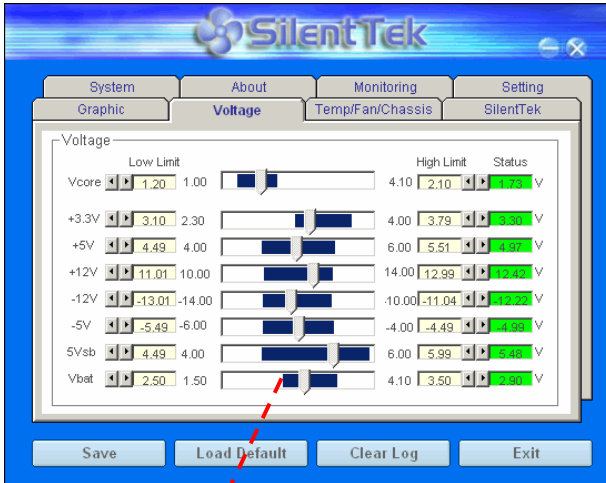 SilentTek
System About Monitoring Setting
Graphic Voltage Temp/Fan/Chassis SilentTek
Voltage
Low Limit High Limit Status
Vcore 1.20 1.00 4.10 2.10 1.73 V
+3.3V 3.10 2.30 4.00 3.79 3.30 V
+5V 4.49 4.00 6.00 5.51 4.97 V
+12V 11.01 10.00 14.00 12.99 12.42 V
-12V -13.01 -14.00 -10.00 -11.04 -12.22 V
-5V -5.49 -6.00 -4.00 -4.49 -4.99 V
5Vsb 4.49 4.00 6.00 5.99 5.48 V
Vbat 2.50 1.50 4.10 3.50 2.90 V
Save Load Default Clear Log Exit